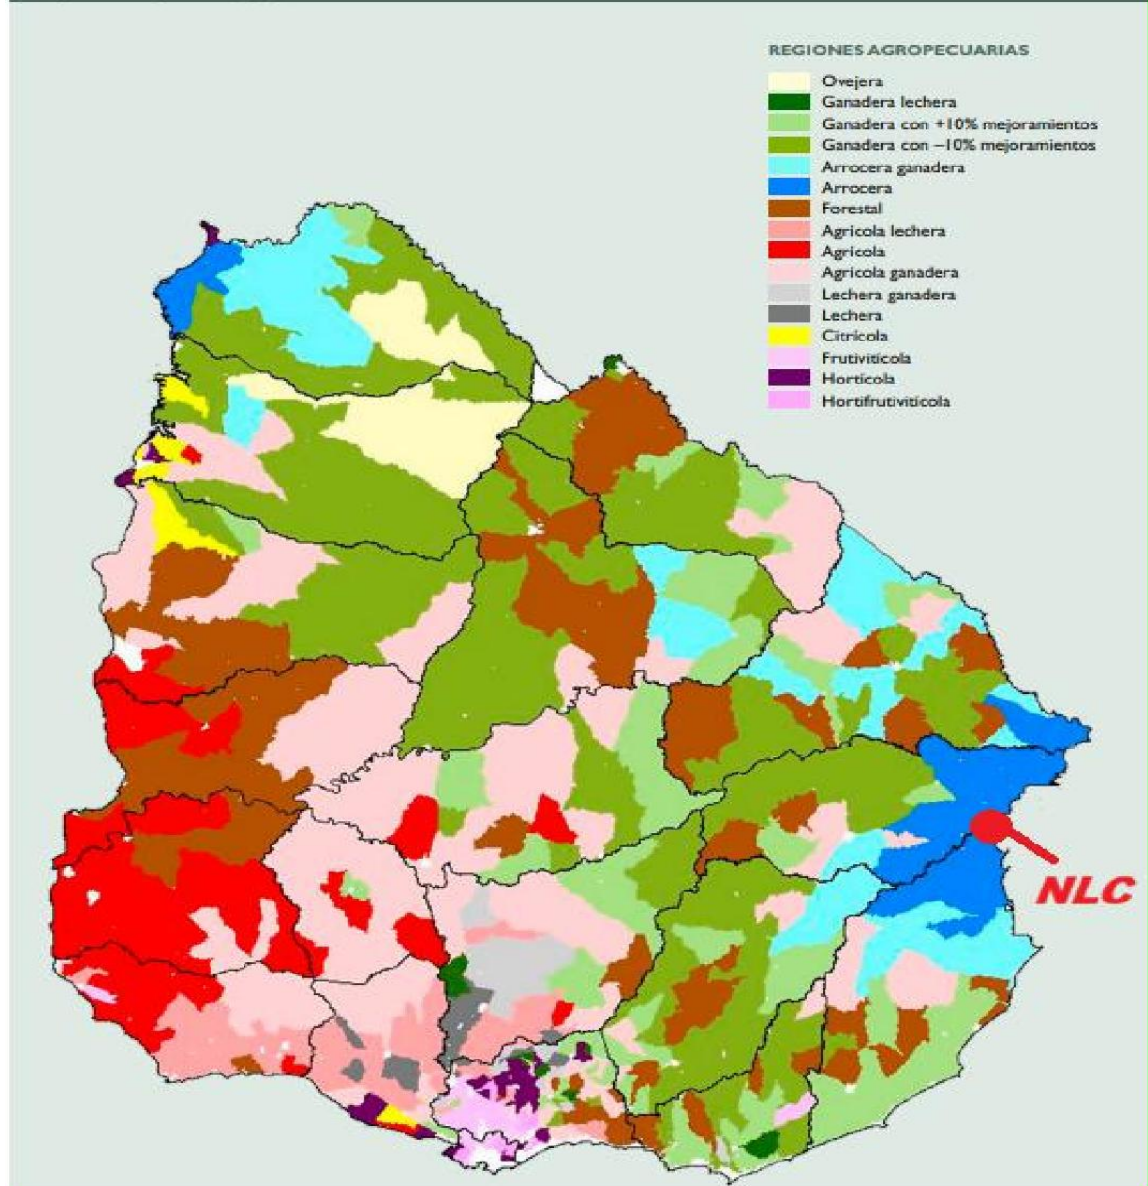 REGIONES AGROPECUARIAS
Ovejera
Ganadera lechera
Ganadera con +10% mejoramientos
Ganadera con –10% mejoramientos
Arrocera ganadera
Arrocera
Forestal
Agrícola lechera
Agrícola
Agrícola ganadera
Lechera ganadera
Lechera
Citrícola
Frutivitícola
Hortícola
Hortifrutivitícola
NLC